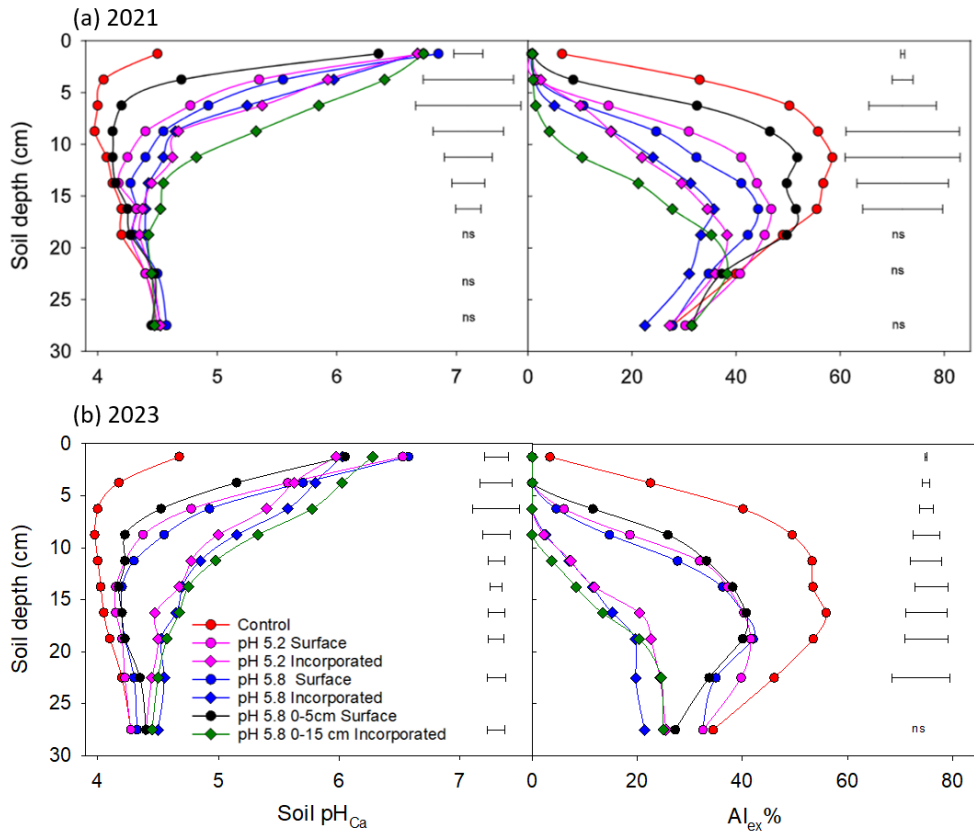 (a) 2021
0
5
10
15
20
25
30
Soil depth (cm)
ns
ns
ns
4
5
6
7
ns
ns
ns
0
20
40
60
80
(b) 2023
0
5
10
15
20
25
30
Soil depth (cm)
Control
pH 5.2 Surface
pH 5.2 Incorporated
pH 5.8 Surface
pH 5.8 Incorporated
pH 5.8 0-5cm Surface
pH 5.8 0-15 cm Incorporated
ns
4
5
6
7
0
20
40
60
80
Soil pHCa
Alex%